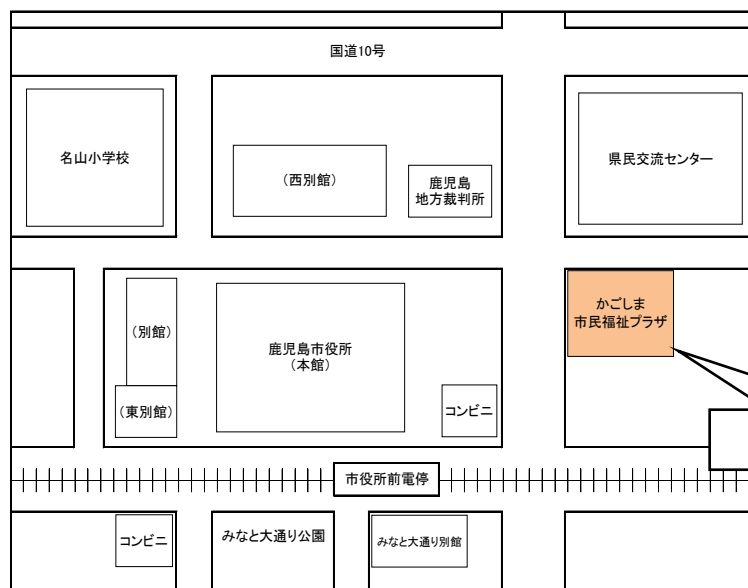 国道10号
名山小学校
(西別館)
鹿児島
地方裁判所
県民交流センター
かごしま
市民福祉プラザ
(別館)
鹿児島市役所
(本館)
(東別館)
コンビニ
市役所前電停
コンビニ
みなと大通り公園
みなと大通り別館